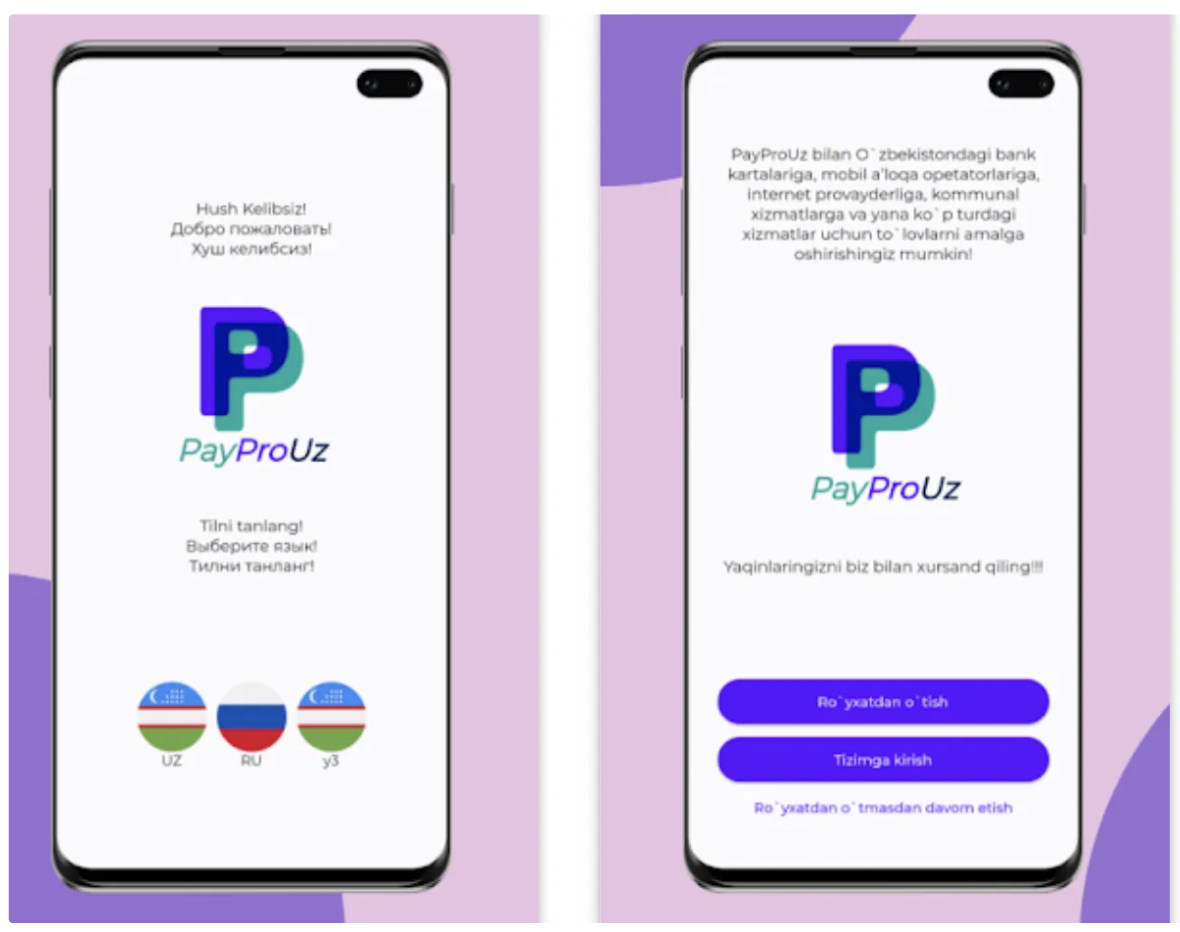 Hush Kelibsiz!
Добро пожаловать!
Хуш келибсиз!
PayProUz
Tilni tanlang!
Выберите язык!
Тилни танланг!
UZ
RU
уз
PayProUz bilan O`zbekistondagi bank
kartalariga, mobil a'loqa opetatorlariga,
internet provayderliga, kommunal
xizmatlarga va yana ko`p turdagi
xizmatlar uchun to`lovlarni amalga
oshirishingiz mumkin!
PayProUz
Yaqinlaringizni biz bilan xursand qiling!!!
Ro`yxatdan o`tish
Tizimga kirish
Ro`yxatdan o`tmasdan davom etish